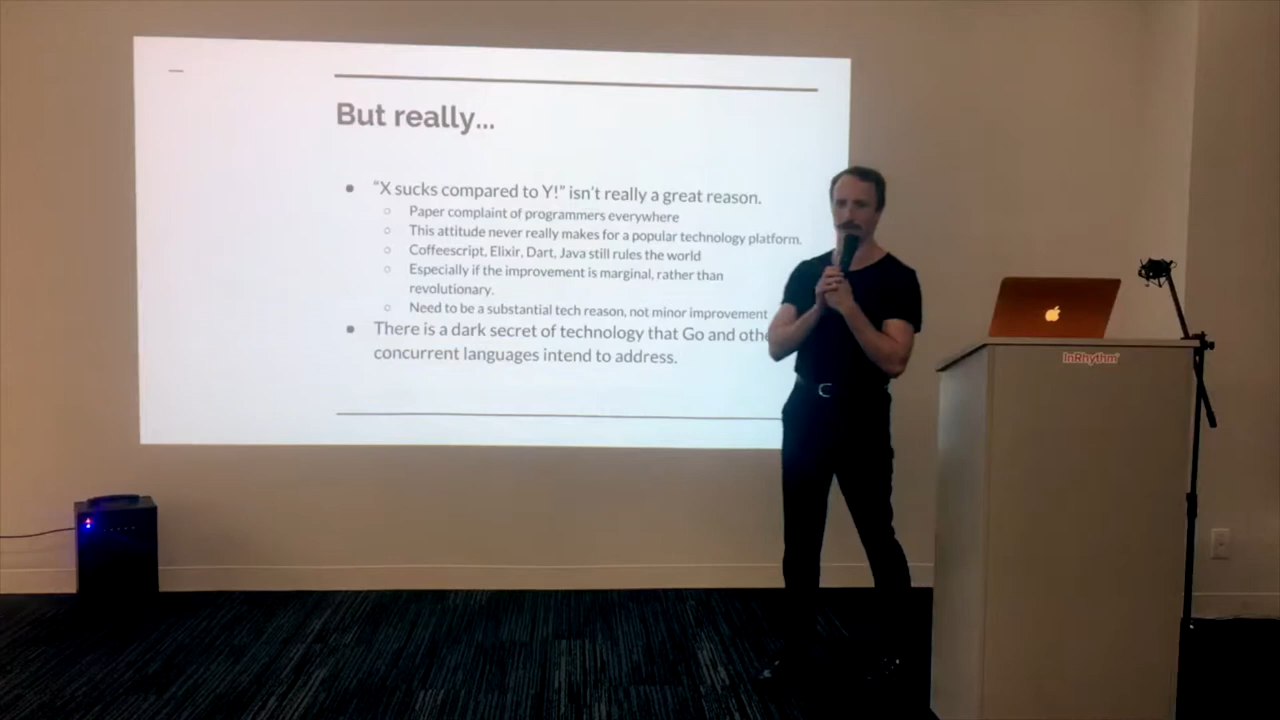 But really...
● “X sucks compared to Y!” isn’t really a great reason.
○ Paper complaint of programmers everywhere
○ This attitude never really makes for a popular technology platform.
○ Coffeescript, Elixir, Dart, Java still rules the world
○ Especially if the improvement is marginal, rather than
revolutionary.
○ Need to be a substantial tech reason, not minor improvement
● There is a dark secret of technology that Go and othe
concurrent languages intend to address.
InRhythm